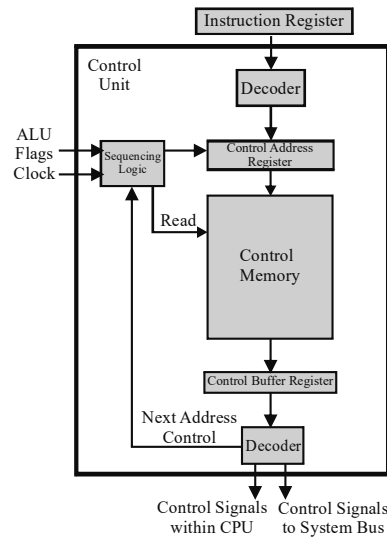 Instruction Register
Control
Unit
Decoder
ALU
Flags
Clock
Sequencing
Logic
Control Address
Register
Read
Control
Memory
Control Buffer Register
Next Address
Control
Decoder
Control Signals
within CPU
Control Signals
to System Bus